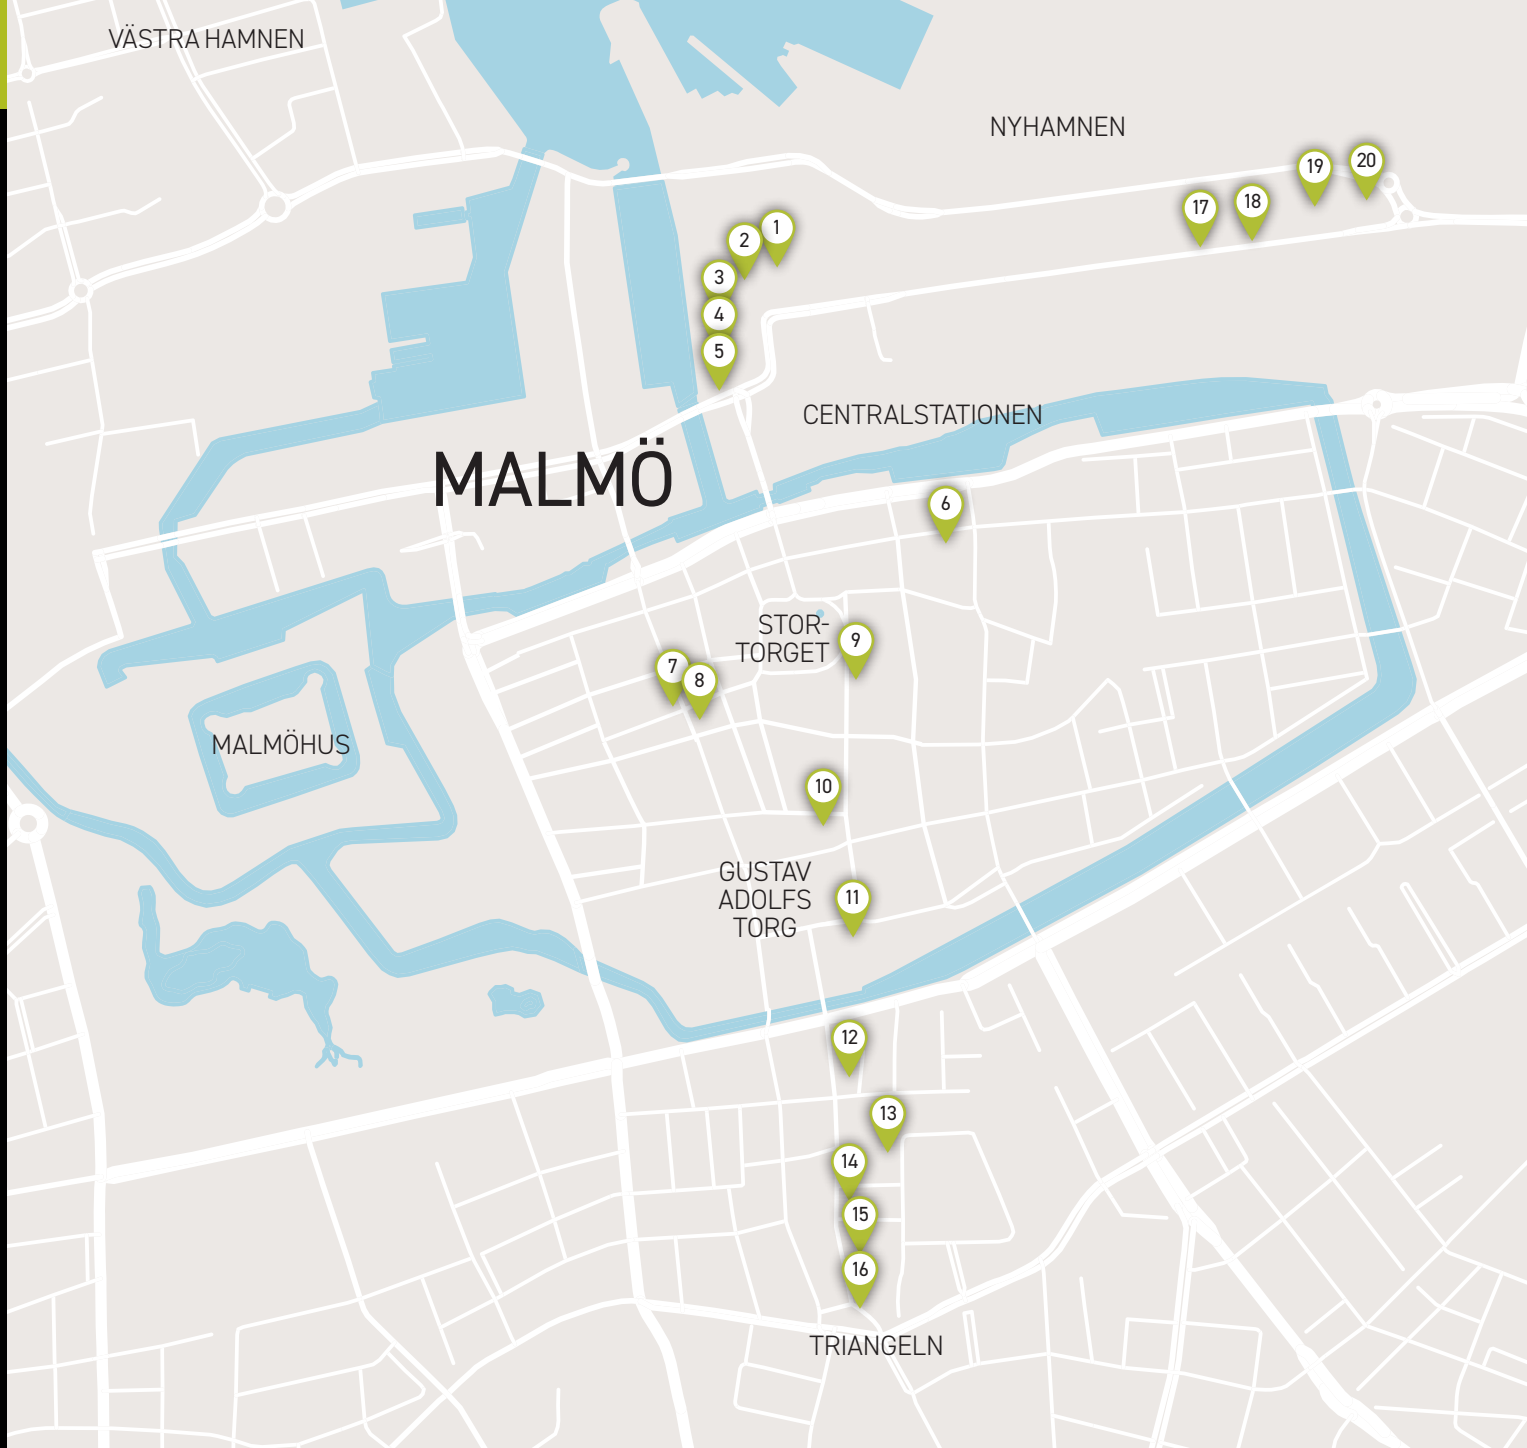 VÄSTRA HAMNEN
NYHAMNEN
20
19
18
17
1
2
3
4
5
CENTRALSTATIONEN
MALMÖ
6
STOR-
TORGET
9
7
8
MALMÖHUS
10
GUSTAV
ADOLFS
TORG
11
12
13
14
15
16
TRIANGELN